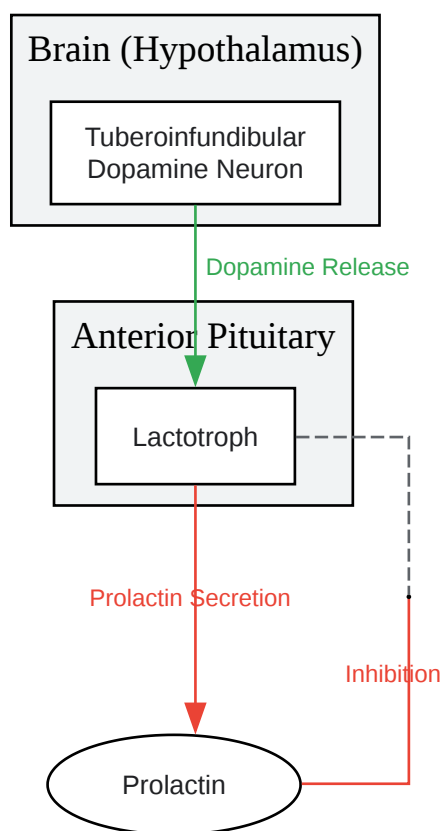 Brain (Hypothalamus)
Tuberoinfundibular
Dopamine Neuron
Dopamine Release
Anterior Pituitary
Lactotroph
Prolactin Secretion
Inhibition
Prolactin